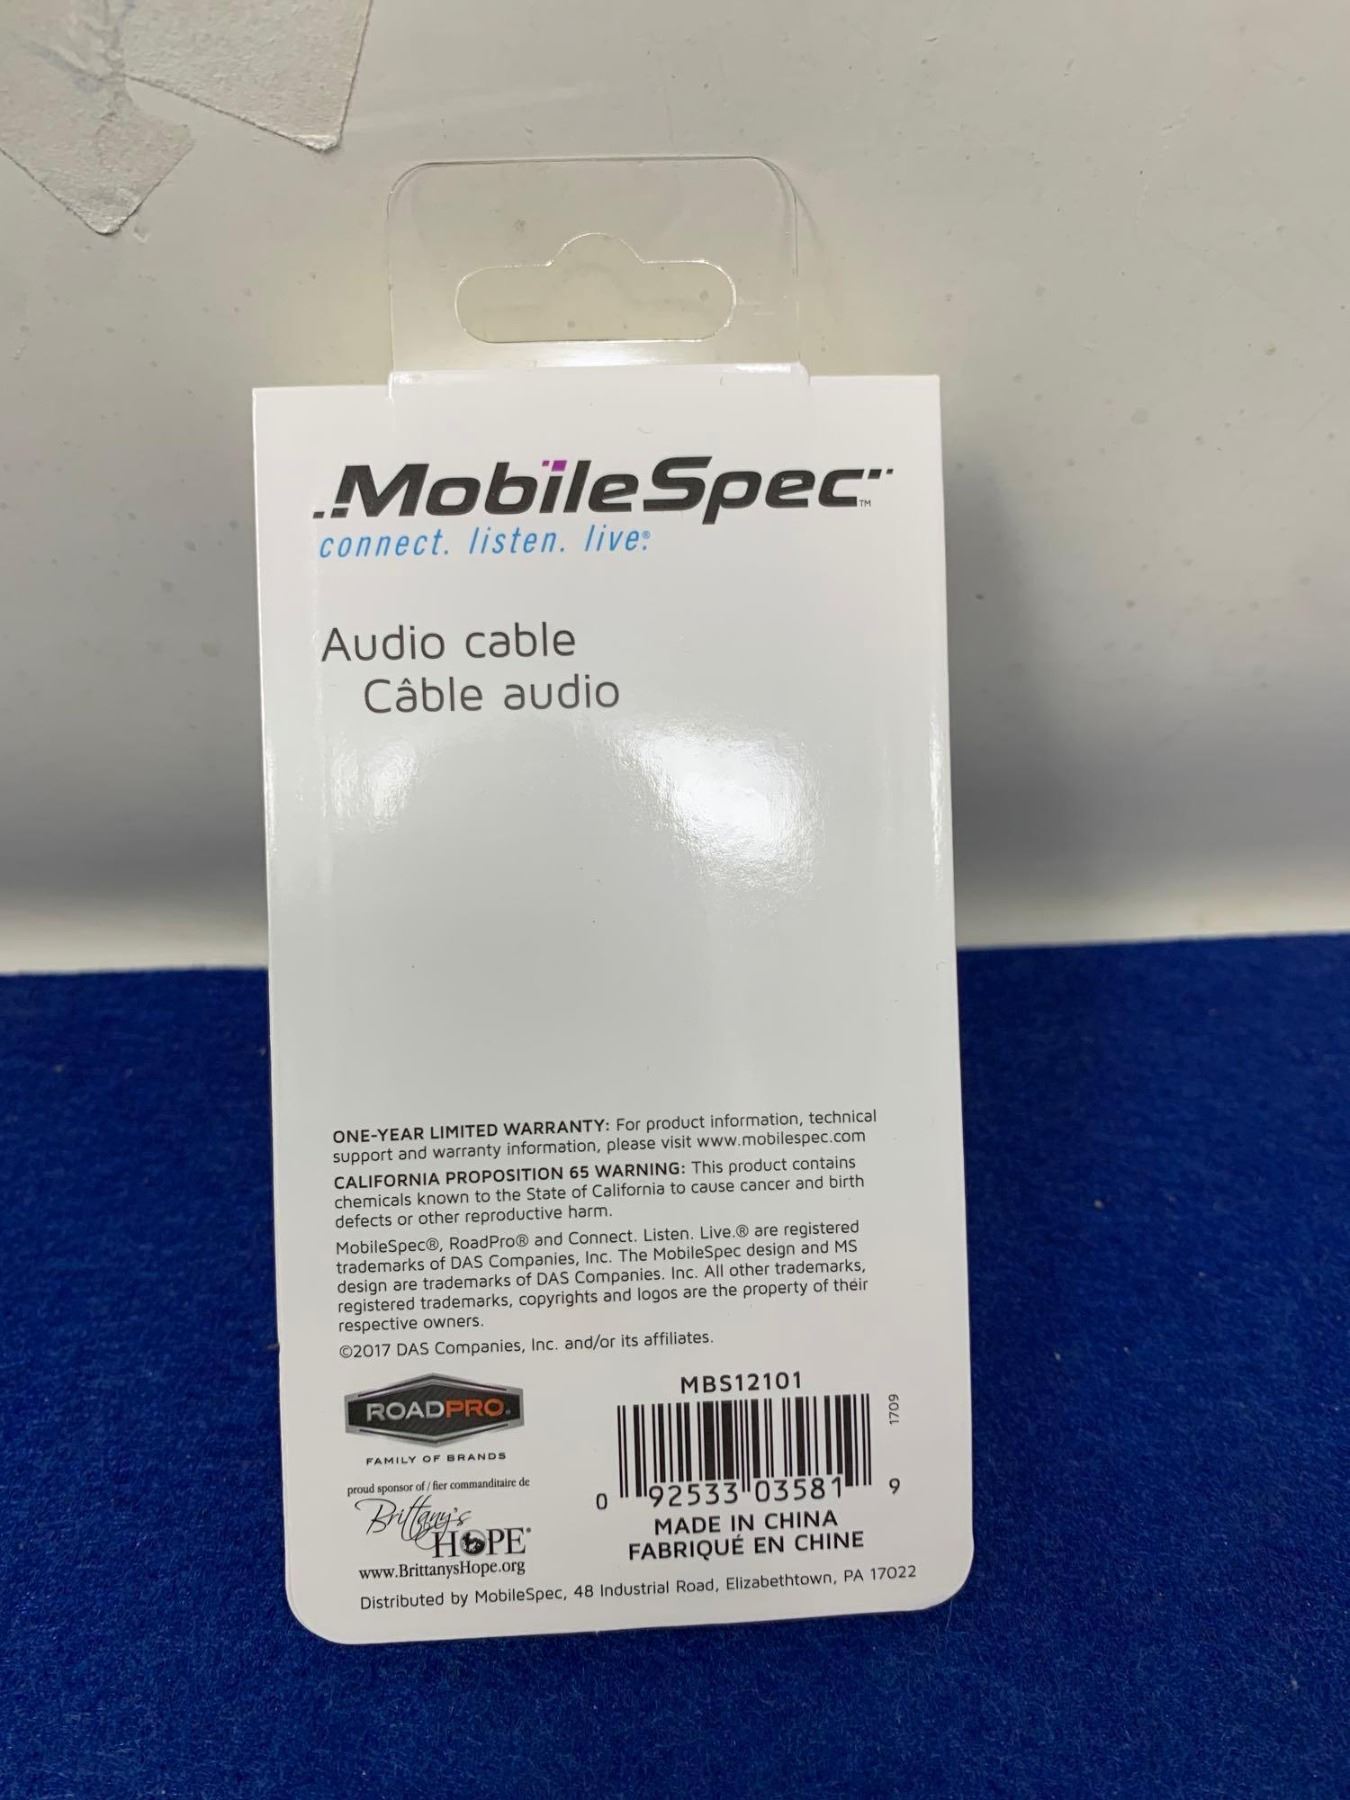 MobileSpec™
connect. listen. live.®
Audio cable
Câble audio
ONE-YEAR LIMITED WARRANTY: For product information, technical
support and warranty information, please visit www.mobilespec.com
CALIFORNIA PROPOSITION 65 WARNING: This product contains
chemicals known to the State of California to cause cancer and birth
defects or other reproductive harm.
MobileSpec®, RoadPro® and Connect. Listen. Live.® are registered
trademarks of DAS Companies, Inc. The MobileSpec design and MS
design are trademarks of DAS Companies. Inc. All other trademarks,
registered trademarks, copyrights and logos are the property of their
respective owners.
©2017 DAS Companies, Inc. and/or its affiliates.
ROADPRO®
FAMILY OF BRANDS
proud sponsor of / fier commanditaire de
Brittany's
HOPE®
www.BrittanysHope.org
MBS12101
1709
0 92533 03581 9
MADE IN CHINA
FABRIQUÉ EN CHINE
Distributed by MobileSpec, 48 Industrial Road, Elizabethtown, PA 17022